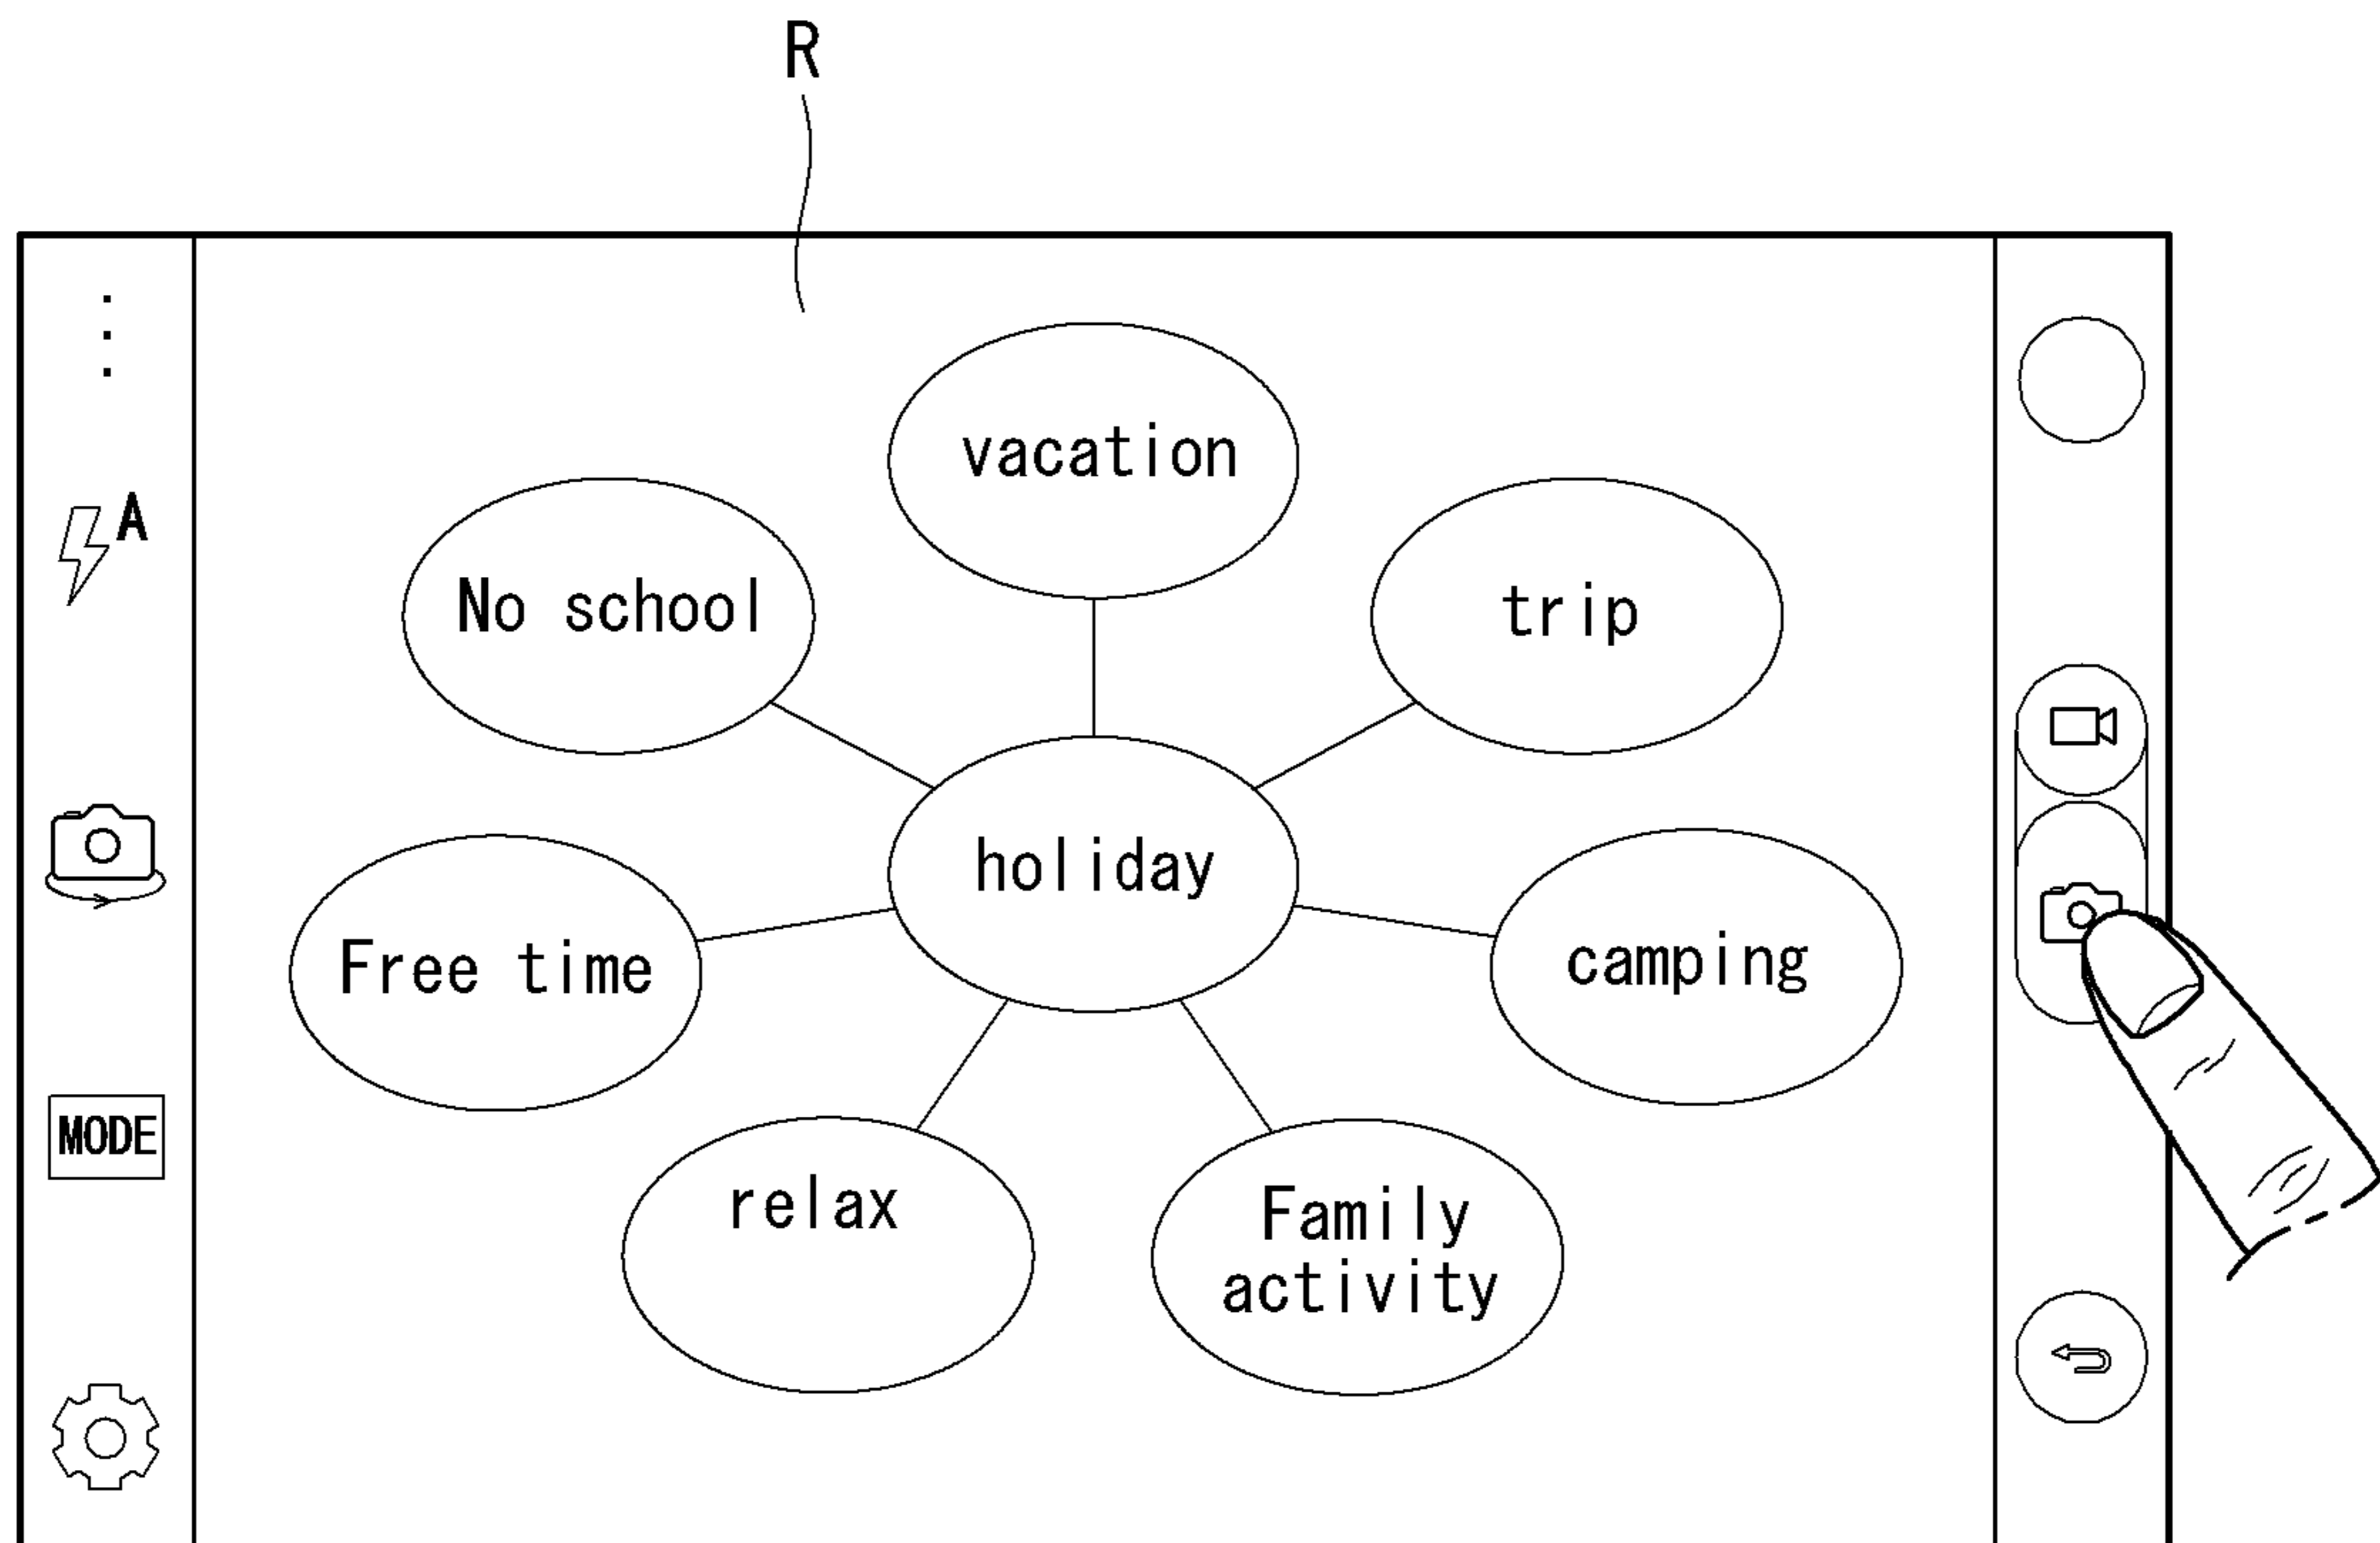 R
vacation
A
No school
trip
holiday
Free time
camping
MODE
relax
Family
activity